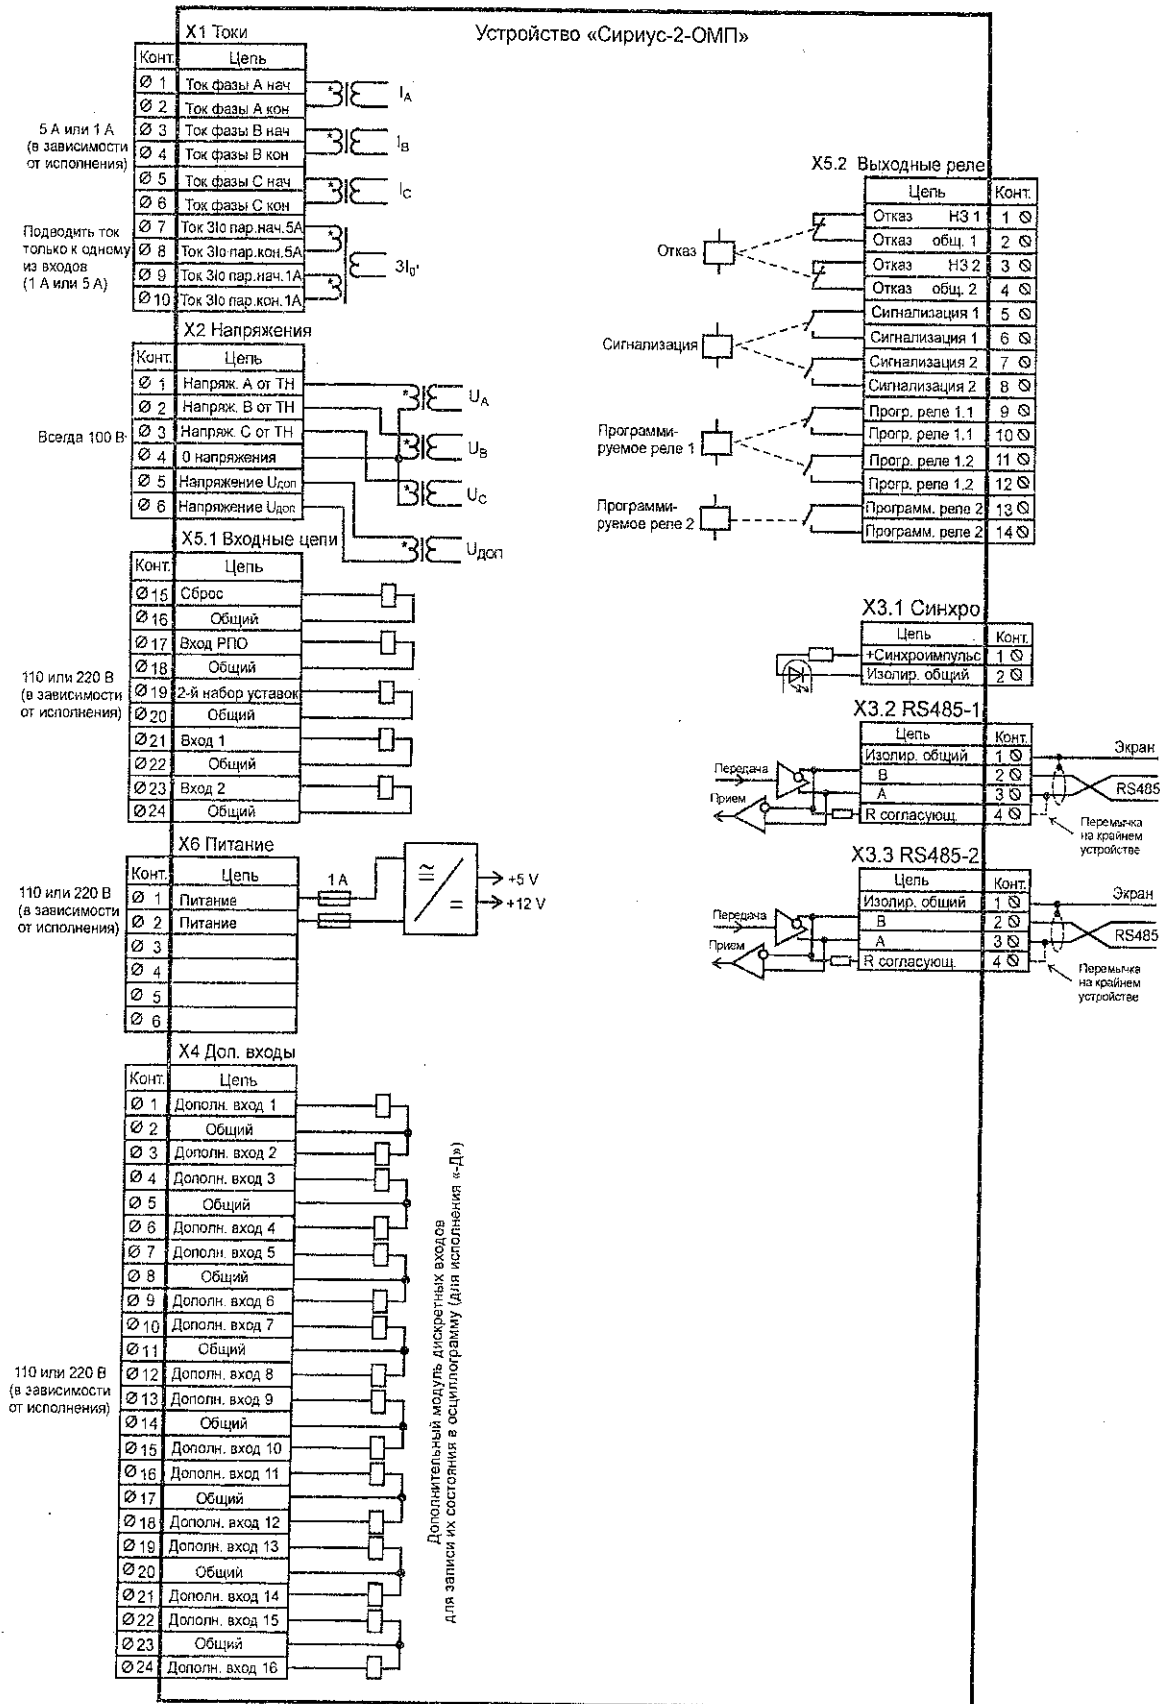 Устройство «Сириус-2-ОМП»
X1 Токи
Конт. Цепь
Ø 1 Ток фазы А нач
Ø 2 Ток фазы А кон
Ø 3 Ток фазы В нач
Ø 4 Ток фазы В кон
Ø 5 Ток фазы С нач
Ø 6 Ток фазы С кон
Ø 7 Ток 3Io пар.нач.5А
Ø 8 Ток 3Io пар.кон.5А
Ø 9 Ток 3Io пар.нач.1А
Ø 10 Ток 3Io пар.кон.1А
5 А или 1 А
(в зависимости
от исполнения)
Подводить ток
только к одному
из входов
(1 А или 5 А)
IA
IB
IC
3I0'
X2 Напряжения
Конт. Цепь
Ø 1 Напряж. А от ТН
Ø 2 Напряж. В от ТН
Ø 3 Напряж. С от ТН
Ø 4 0 напряжения
Ø 5 Напряжение Uдоп
Ø 6 Напряжение Uдоп
Всегда 100 В
UA
UB
UC
Uдоп
X5.1 Входные цепи
Конт. Цепь
Ø 15 Сброс
Ø 16 Общий
Ø 17 Вход РПО
Ø 18 Общий
Ø 19 2-й набор уставок
Ø 20 Общий
Ø 21 Вход 1
Ø 22 Общий
Ø 23 Вход 2
Ø 24 Общий
110 или 220 В
(в зависимости
от исполнения)
X6 Питание
Конт. Цепь
Ø 1 Питание
Ø 2 Питание
Ø 3
Ø 4
Ø 5
Ø 6
110 или 220 В
(в зависимости
от исполнения)
1 А
+5 V
+12 V
X4 Доп. входы
Конт. Цепь
Ø 1 Дополн. вход 1
Ø 2 Общий
Ø 3 Дополн. вход 2
Ø 4 Дополн. вход 3
Ø 5 Общий
Ø 6 Дополн. вход 4
Ø 7 Дополн. вход 5
Ø 8 Общий
Ø 9 Дополн. вход 6
Ø 10 Дополн. вход 7
Ø 11 Общий
Ø 12 Дополн. вход 8
Ø 13 Дополн. вход 9
Ø 14 Общий
Ø 15 Дополн. вход 10
Ø 16 Дополн. вход 11
Ø 17 Общий
Ø 18 Дополн. вход 12
Ø 19 Дополн. вход 13
Ø 20 Общий
Ø 21 Дополн. вход 14
Ø 22 Дополн. вход 15
Ø 23 Общий
Ø 24 Дополн. вход 16
110 или 220 В
(в зависимости
от исполнения)
Дополнительный модуль дискретных входов
для записи их состояния в осциллограмму (для исполнения «-Д»)
X5.2 Выходные реле
Цепь Конт.
Отказ НЗ 1 1
Отказ общ. 1 2
Отказ НЗ 2 3
Отказ общ. 2 4
Сигнализация 1 5
Сигнализация 1 6
Сигнализация 2 7
Сигнализация 2 8
Прогр. реле 1.1 9
Прогр. реле 1.1 10
Прогр. реле 1.2 11
Прогр. реле 1.2 12
Программ. реле 2 13
Программ. реле 2 14
Отказ
Сигнализация
Программи-
руемое реле 1
Программи-
руемое реле 2
X3.1 Синхро
Цепь Конт.
+Синхроимпульс 1
Изолир. общий 2
X3.2 RS485-1
Цепь Конт.
Изолир. общий 1
B 2
A 3
R согласующ. 4
Передача
Прием
Экран
RS485
Перемычка
на крайнем
устройстве
X3.3 RS485-2
Цепь Конт.
Изолир. общий 1
B 2
A 3
R согласующ. 4
Передача
Прием
Экран
RS485
Перемычка
на крайнем
устройстве